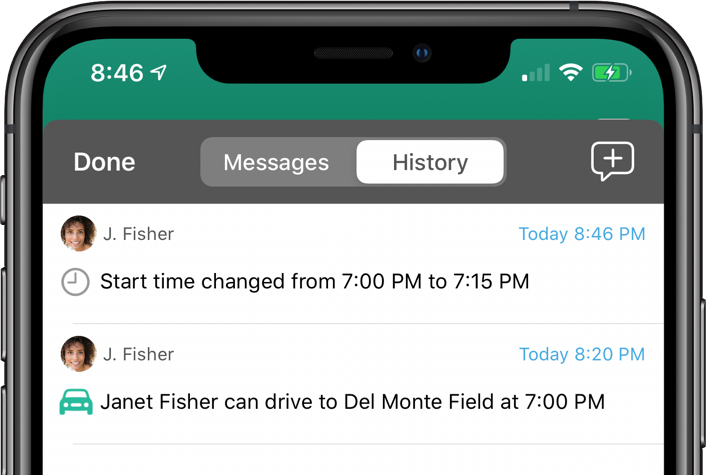 8:46
Done Messages History
J. Fisher Today 8:46 PM
Start time changed from 7:00 PM to 7:15 PM
J. Fisher Today 8:20 PM
Janet Fisher can drive to Del Monte Field at 7:00 PM